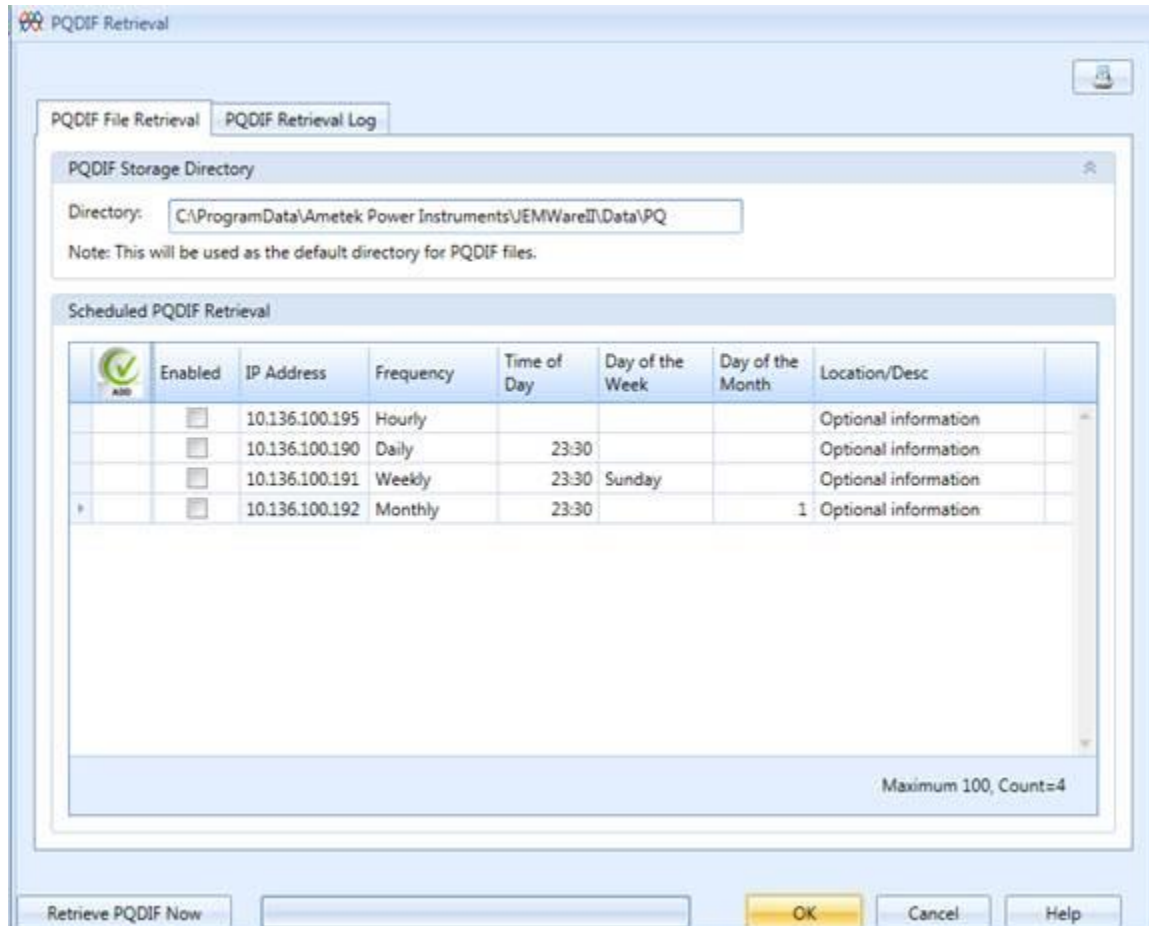 PQDIF Retrieval
PQDIF File Retrieval PQDIF Retrieval Log
PQDIF Storage Directory
Directory: C:\ProgramData\Ametek Power Instruments\JEMWareII\Data\PQ
Note: This will be used as the default directory for PQDIF files.
Scheduled PQDIF Retrieval
ADD Enabled IP Address Frequency Time of Day Day of the Week Day of the Month Location/Desc
10.136.100.195 Hourly Optional information
10.136.100.190 Daily 23:30 Optional information
10.136.100.191 Weekly 23:30 Sunday Optional information
10.136.100.192 Monthly 23:30 1 Optional information
Maximum 100, Count=4
Retrieve PQDIF Now OK Cancel Help